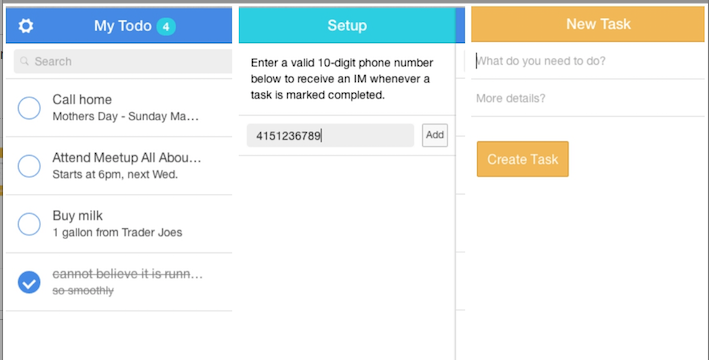 My Todo 4
Search
Call home
Mothers Day - Sunday Ma...
Attend Meetup All Abou...
Starts at 6pm, next Wed.
Buy milk
1 gallon from Trader Joes
cannot believe it is runn...
so smoothly
Setup
Enter a valid 10-digit phone number
below to receive an IM whenever a
task is marked completed.
4151236789
Add
New Task
What do you need to do?
More details?
Create Task